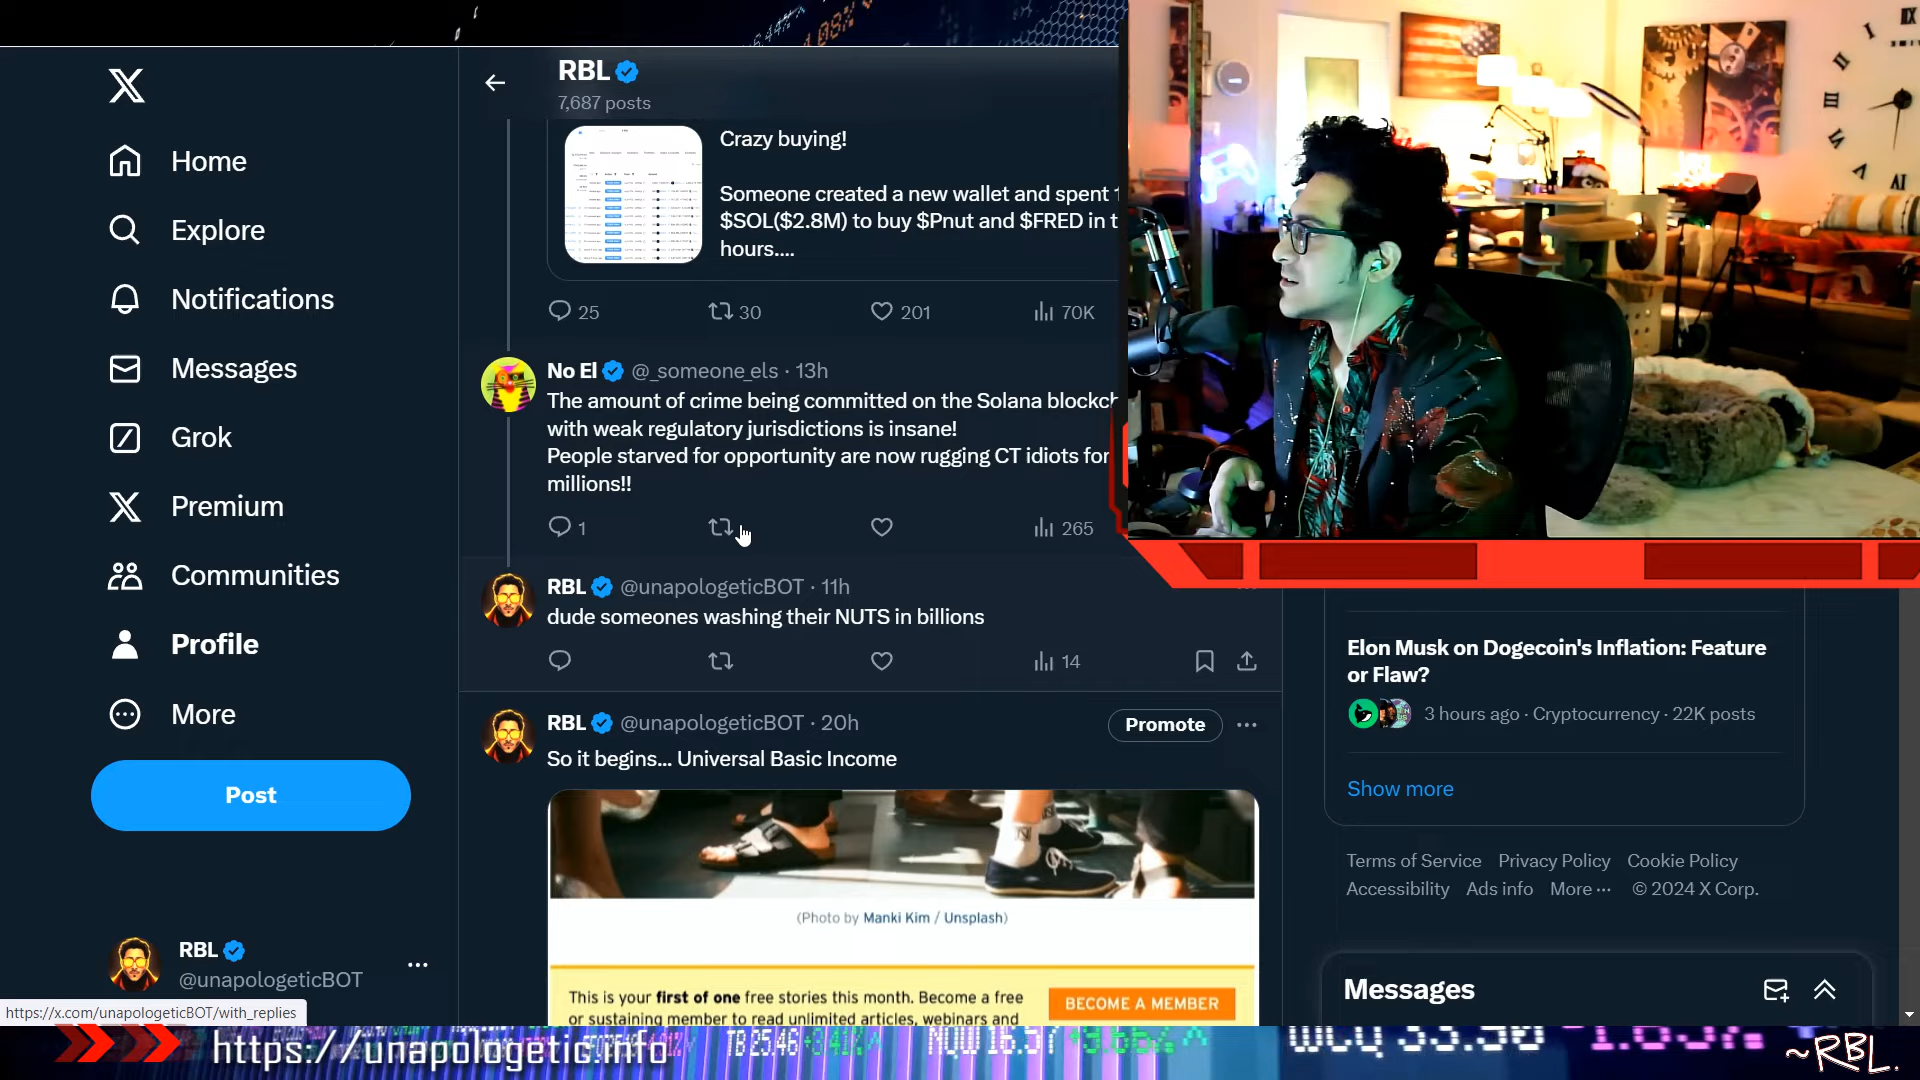 RBL
7,687 posts
Home
Explore
Notifications
Messages
Grok
Premium
Communities
Profile
More
Post
RBL
@unapologeticBOT
https://x.com/unapologeticBOT/with_replies
Crazy buying!
Someone created a new wallet and spent
$SOL($2.8M) to buy $Pnut and $FRED in
hours....
25 30 201 70K
No El @_someone_els · 13h
The amount of crime being committed on the Solana
with weak regulatory jurisdictions is insane!
People starved for opportunity are now rugging CT idiots for
millions!!
1 265
RBL @unapologeticBOT · 11h
dude someones washing their NUTS in billions
14
RBL @unapologeticBOT · 20h
Promote
So it begins... Universal Basic Income
(Photo by Manki Kim / Unsplash)
This is your first of one free stories this month. Become a free
or sustaining member to read unlimited articles, webinars and
BECOME A MEMBER
Elon Musk on Dogecoin's Inflation: Feature
or Flaw?
3 hours ago · Cryptocurrency · 22K posts
Show more
Terms of Service Privacy Policy Cookie Policy
Accessibility Ads info More ··· © 2024 X Corp.
Messages
https://unapologetic.info
~RBL.